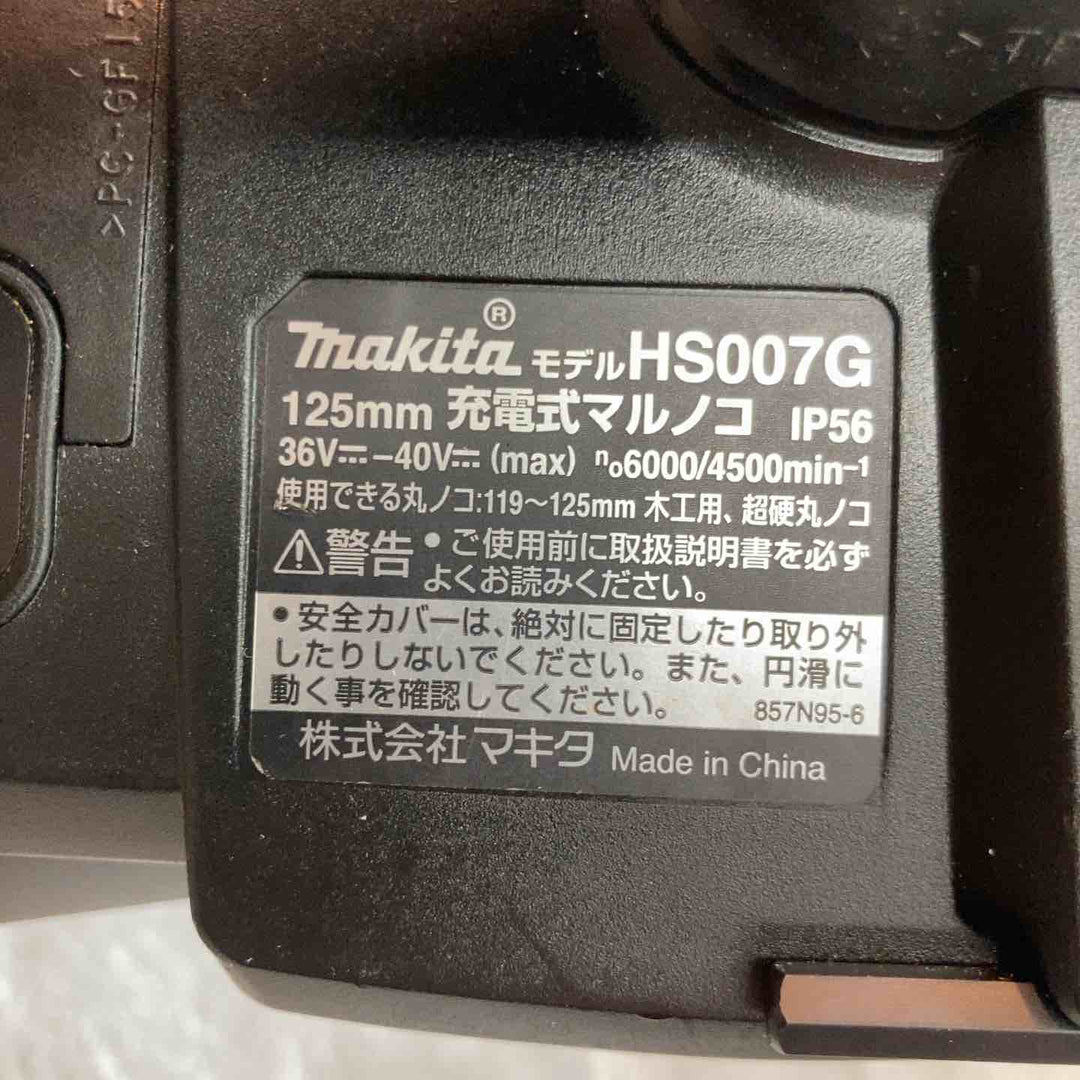 >PC-GF15
makita® モデル HS007G
125mm 充電式マルノコ IP56
36V⎓-40V⎓(max) n₀6000/4500min⁻¹
使用できる丸ノコ:119～125mm 木工用、超硬丸ノコ
⚠警告 •ご使用前に取扱説明書を必ず
よくお読みください。
•安全カバーは、絶対に固定したり取り外
したりしないでください。また、円滑に
動く事を確認してください。 857N95-6
株式会社マキタ Made in China